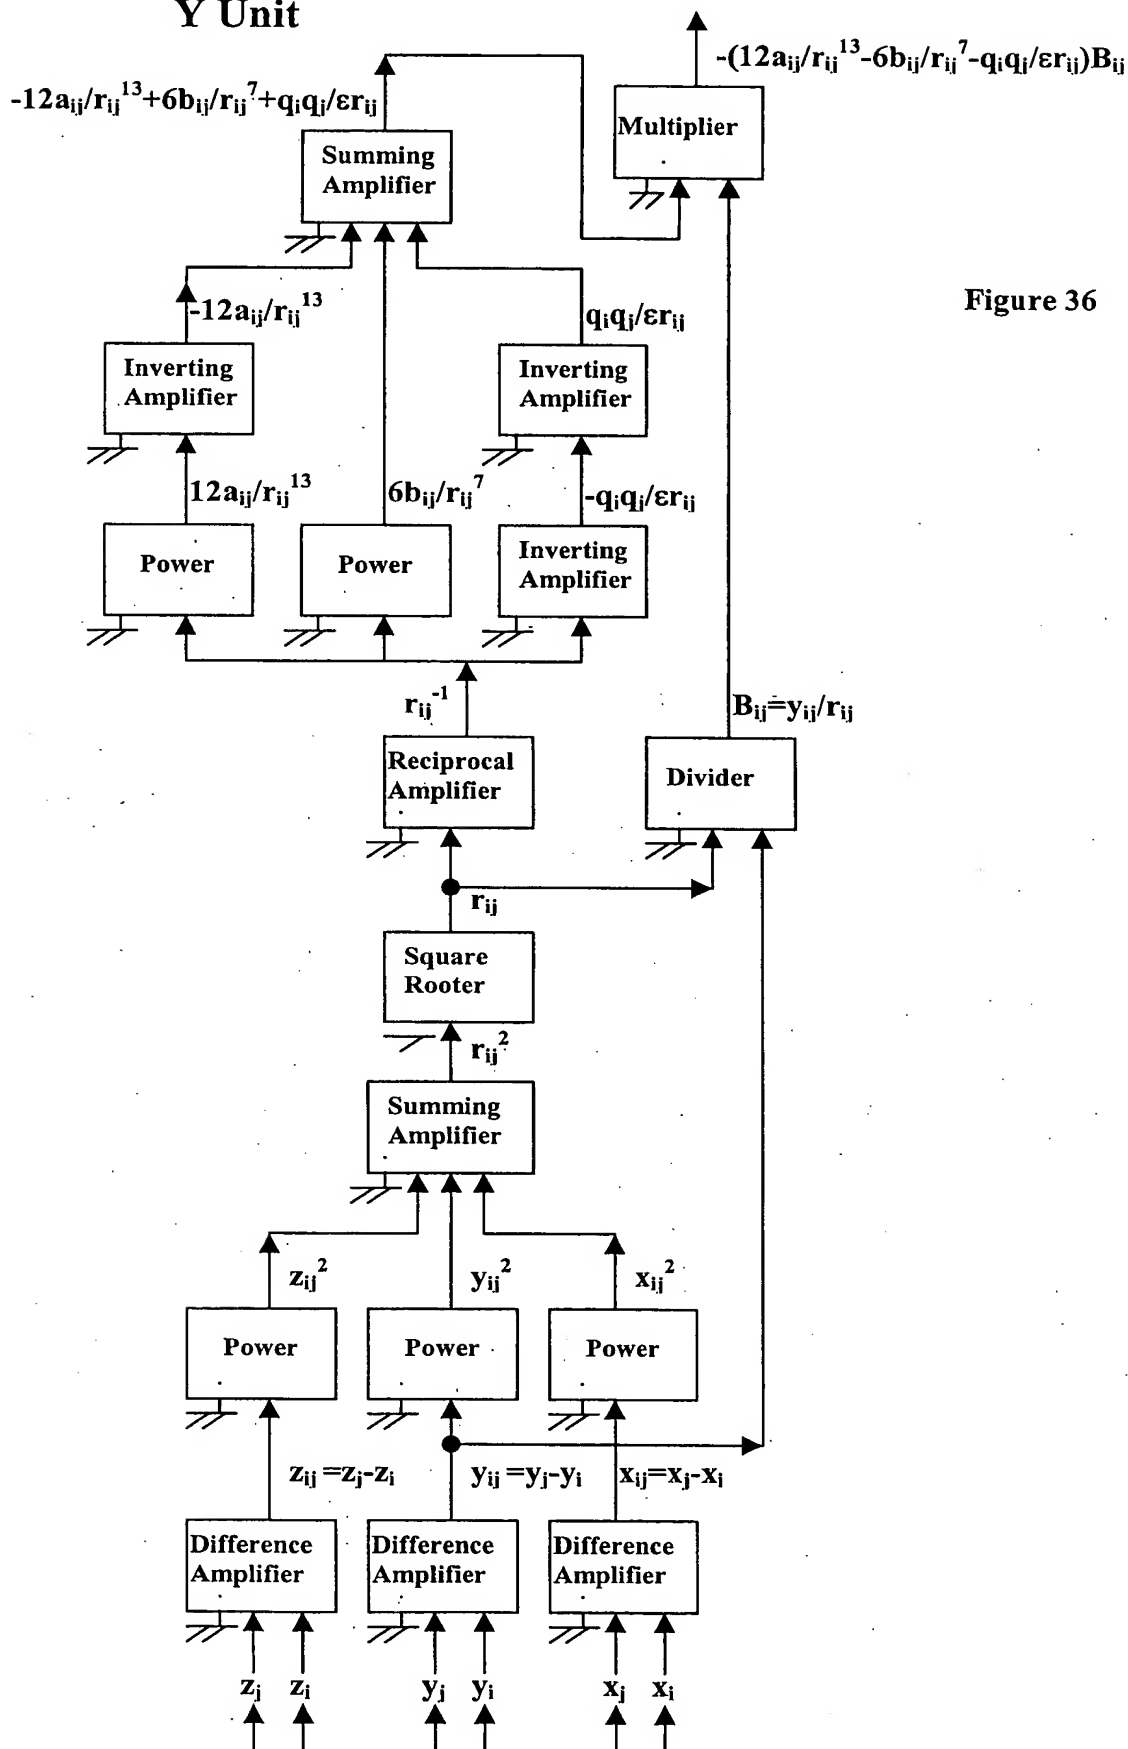 Y Unit
-(12aᵢⱼ/rᵢⱼ¹³-6bᵢⱼ/rᵢⱼ⁷-qᵢqⱼ/εrᵢⱼ)Bᵢⱼ
-12aᵢⱼ/rᵢⱼ¹³+6bᵢⱼ/rᵢⱼ⁷+qᵢqⱼ/εrᵢⱼ
Multiplier
Summing
Amplifier
Figure 36
-12aᵢⱼ/rᵢⱼ¹³
qᵢqⱼ/εrᵢⱼ
Inverting
Amplifier
Inverting
Amplifier
12aᵢⱼ/rᵢⱼ¹³
6bᵢⱼ/rᵢⱼ⁷
-qᵢqⱼ/εrᵢⱼ
Power
Power
Inverting
Amplifier
rᵢⱼ⁻¹
Bᵢⱼ=yᵢⱼ/rᵢⱼ
Reciprocal
Amplifier
Divider
rᵢⱼ
Square
Rooter
rᵢⱼ²
Summing
Amplifier
zᵢⱼ²
yᵢⱼ²
xᵢⱼ²
Power
Power
Power
zᵢⱼ =zⱼ-zᵢ
yᵢⱼ =yⱼ-yᵢ
xᵢⱼ=xⱼ-xᵢ
Difference
Amplifier
Difference
Amplifier
Difference
Amplifier
zⱼ zᵢ
yⱼ yᵢ
xⱼ xᵢ